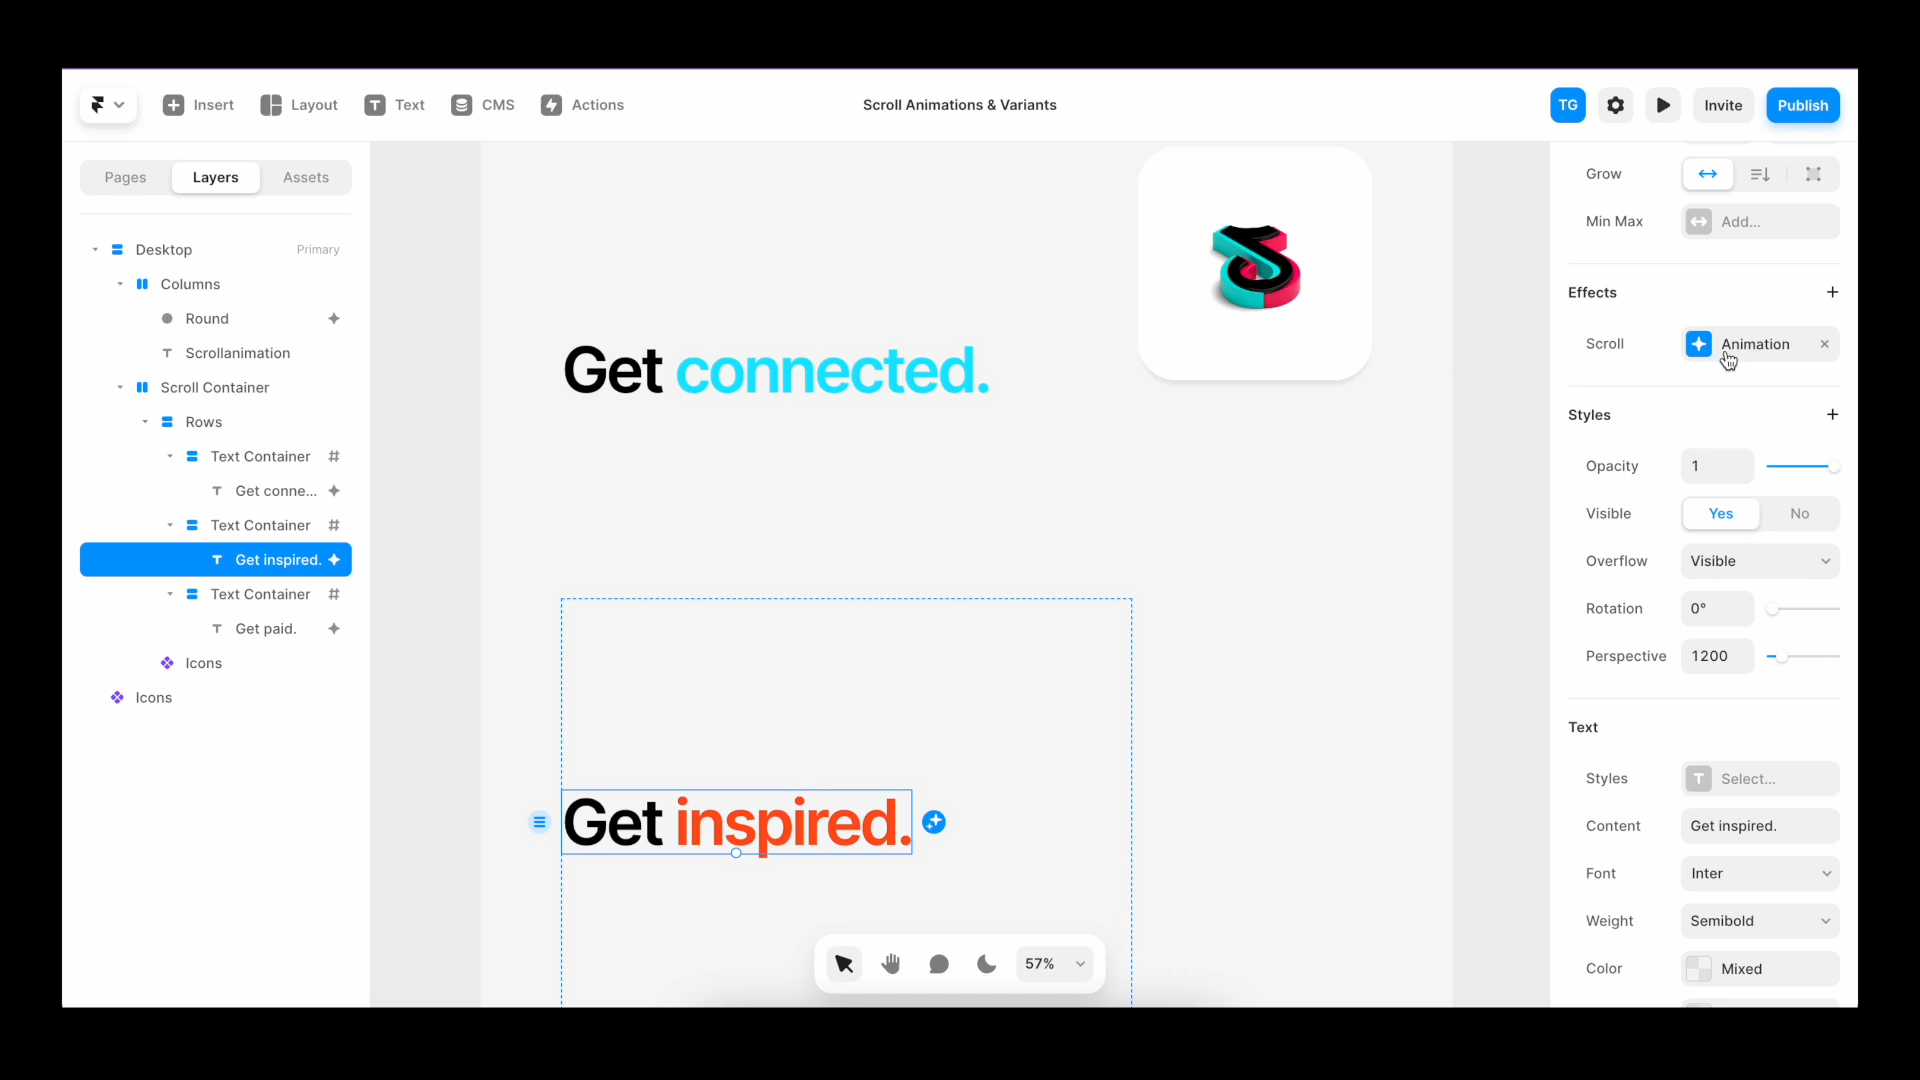 Insert
Layout
Text
CMS
Actions
Scroll Animations & Variants
TG
Invite
Publish
Pages
Layers
Assets
Desktop
Primary
Columns
Round
Scrollanimation
Scroll Container
Rows
Text Container
Get conne...
Text Container
Get inspired.
Text Container
Get paid.
Icons
Icons
Get connected.
Get inspired.
57%
Grow
Min Max
Add...
Effects
Scroll
Animation
Styles
Opacity
1
Visible
Yes
No
Overflow
Visible
Rotation
0°
Perspective
1200
Text
Styles
Select...
Content
Get inspired.
Font
Inter
Weight
Semibold
Color
Mixed